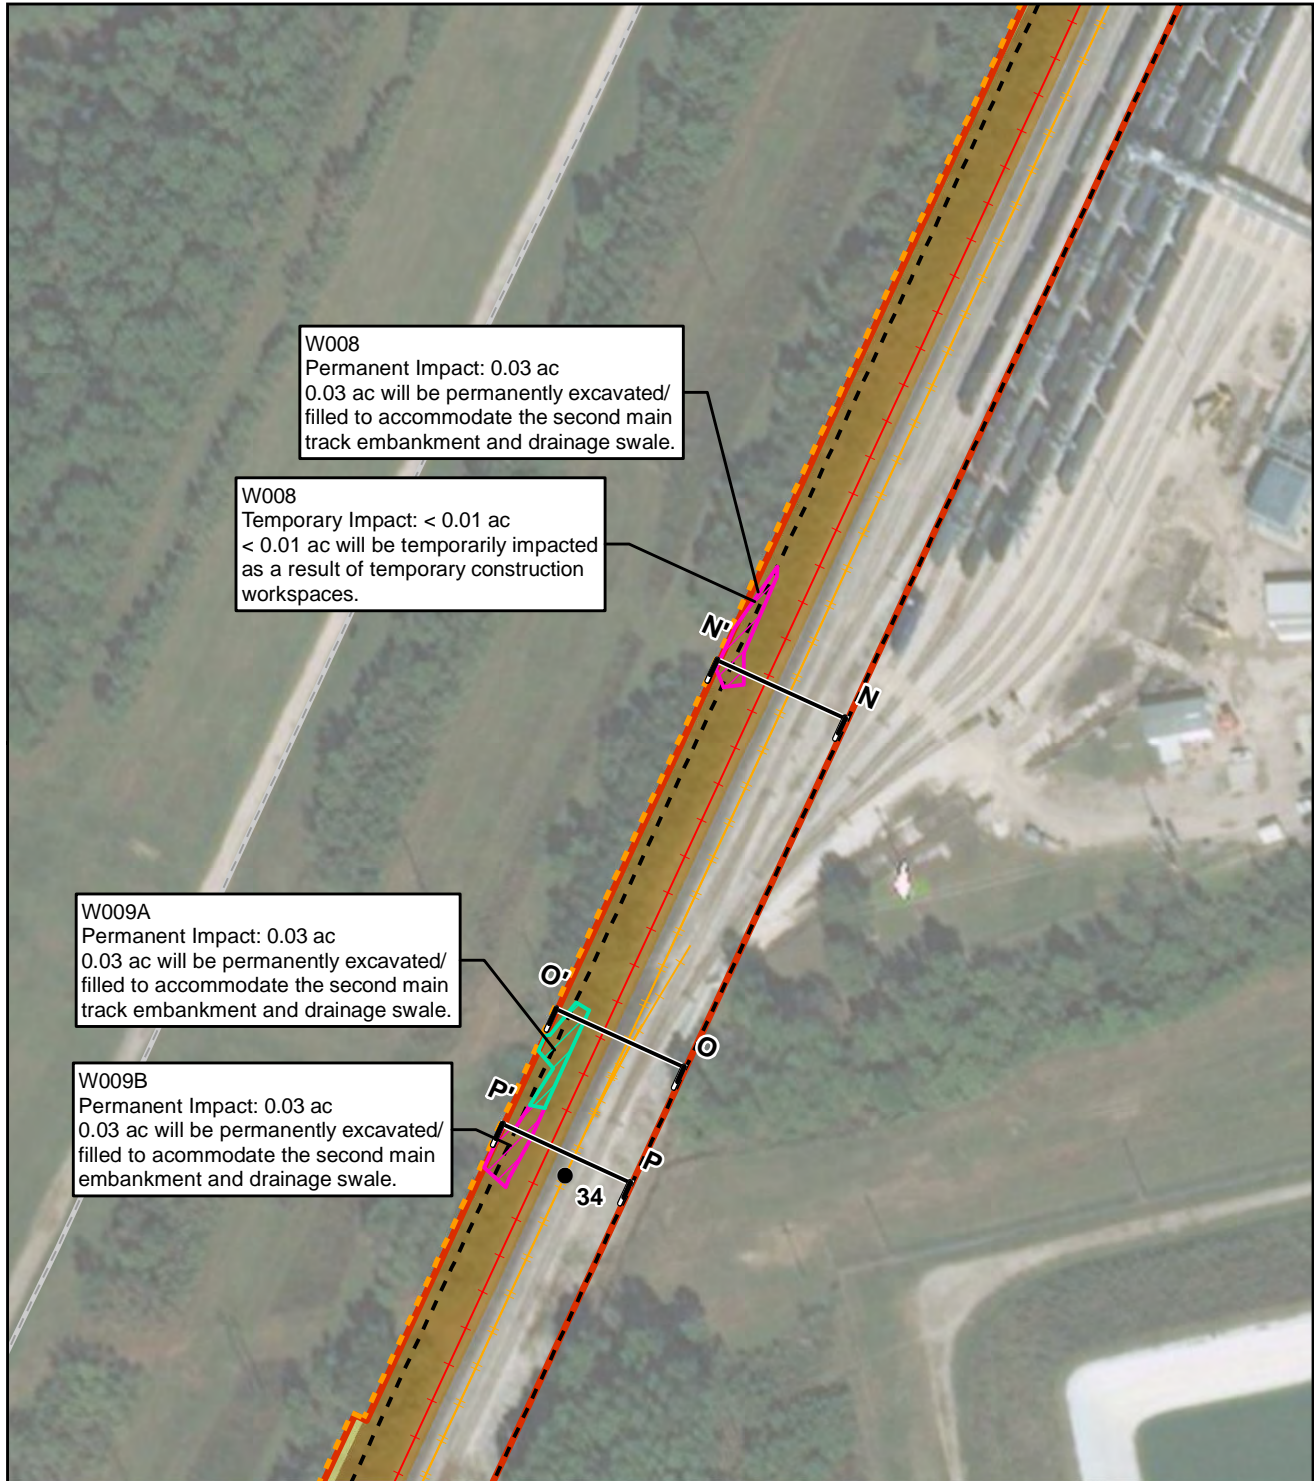 W008
Permanent Impact: 0.03 ac
0.03 ac will be permanently excavated/
filled to accommodate the second main
track embankment and drainage swale.
W008
Temporary Impact: < 0.01 ac
< 0.01 ac will be temporarily impacted
as a result of temporary construction
workspaces.
N'
N
W009A
Permanent Impact: 0.03 ac
0.03 ac will be permanently excavated/
filled to accommodate the second main
track embankment and drainage swale.
O'
O
W009B
Permanent Impact: 0.03 ac
0.03 ac will be permanently excavated/
filled to acommodate the second main
embankment and drainage swale.
P'
P
34